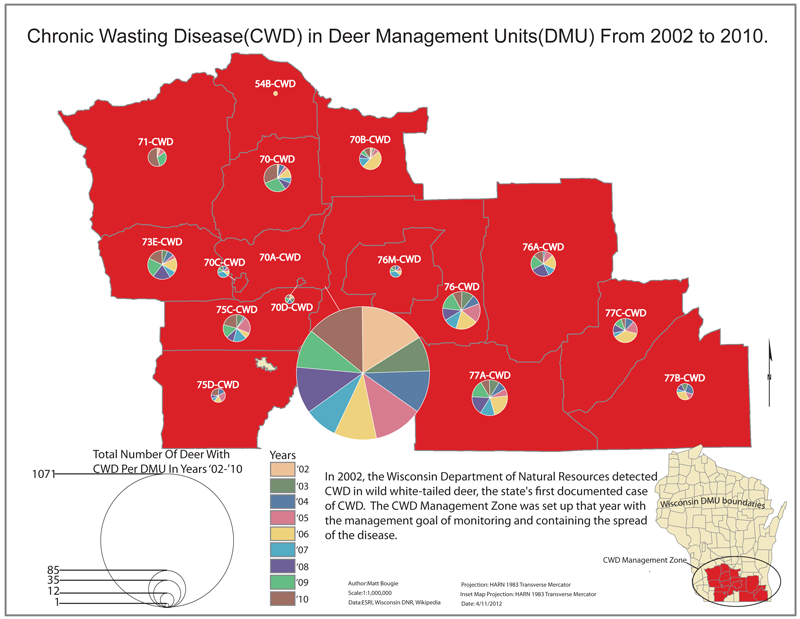 Chronic Wasting Disease(CWD) in Deer Management Units(DMU) From 2002 to 2010.
54B-CWD
71-CWD
70B-CWD
70-CWD
73E-CWD
70C-CWD
70A-CWD
76M-CWD
76A-CWD
76-CWD
75C-CWD
70D-CWD
77C-CWD
75D-CWD
77A-CWD
77B-CWD
N
Total Number Of Deer With
CWD Per DMU In Years '02-'10
1071
85
35
12
1
Years
'02
'03
'04
'05
'06
'07
'08
'09
'10
In 2002, the Wisconsin Department of Natural Resources detected
CWD in wild white-tailed deer, the state's first documented case
of CWD. The CWD Management Zone was set up that year with
the management goal of monitoring and containing the spread
of the disease.
Wisconsin DMU boundaries
CWD Management Zone
Author:Matt Bougie
Scale:1:1,000,000
Data:ESRI, Wisconsin DNR, Wikipedia
Projection: HARN 1983 Transverse Mercator
Inset Map Projection: HARN 1983 Transverse Mercator
Date: 4/11/2012